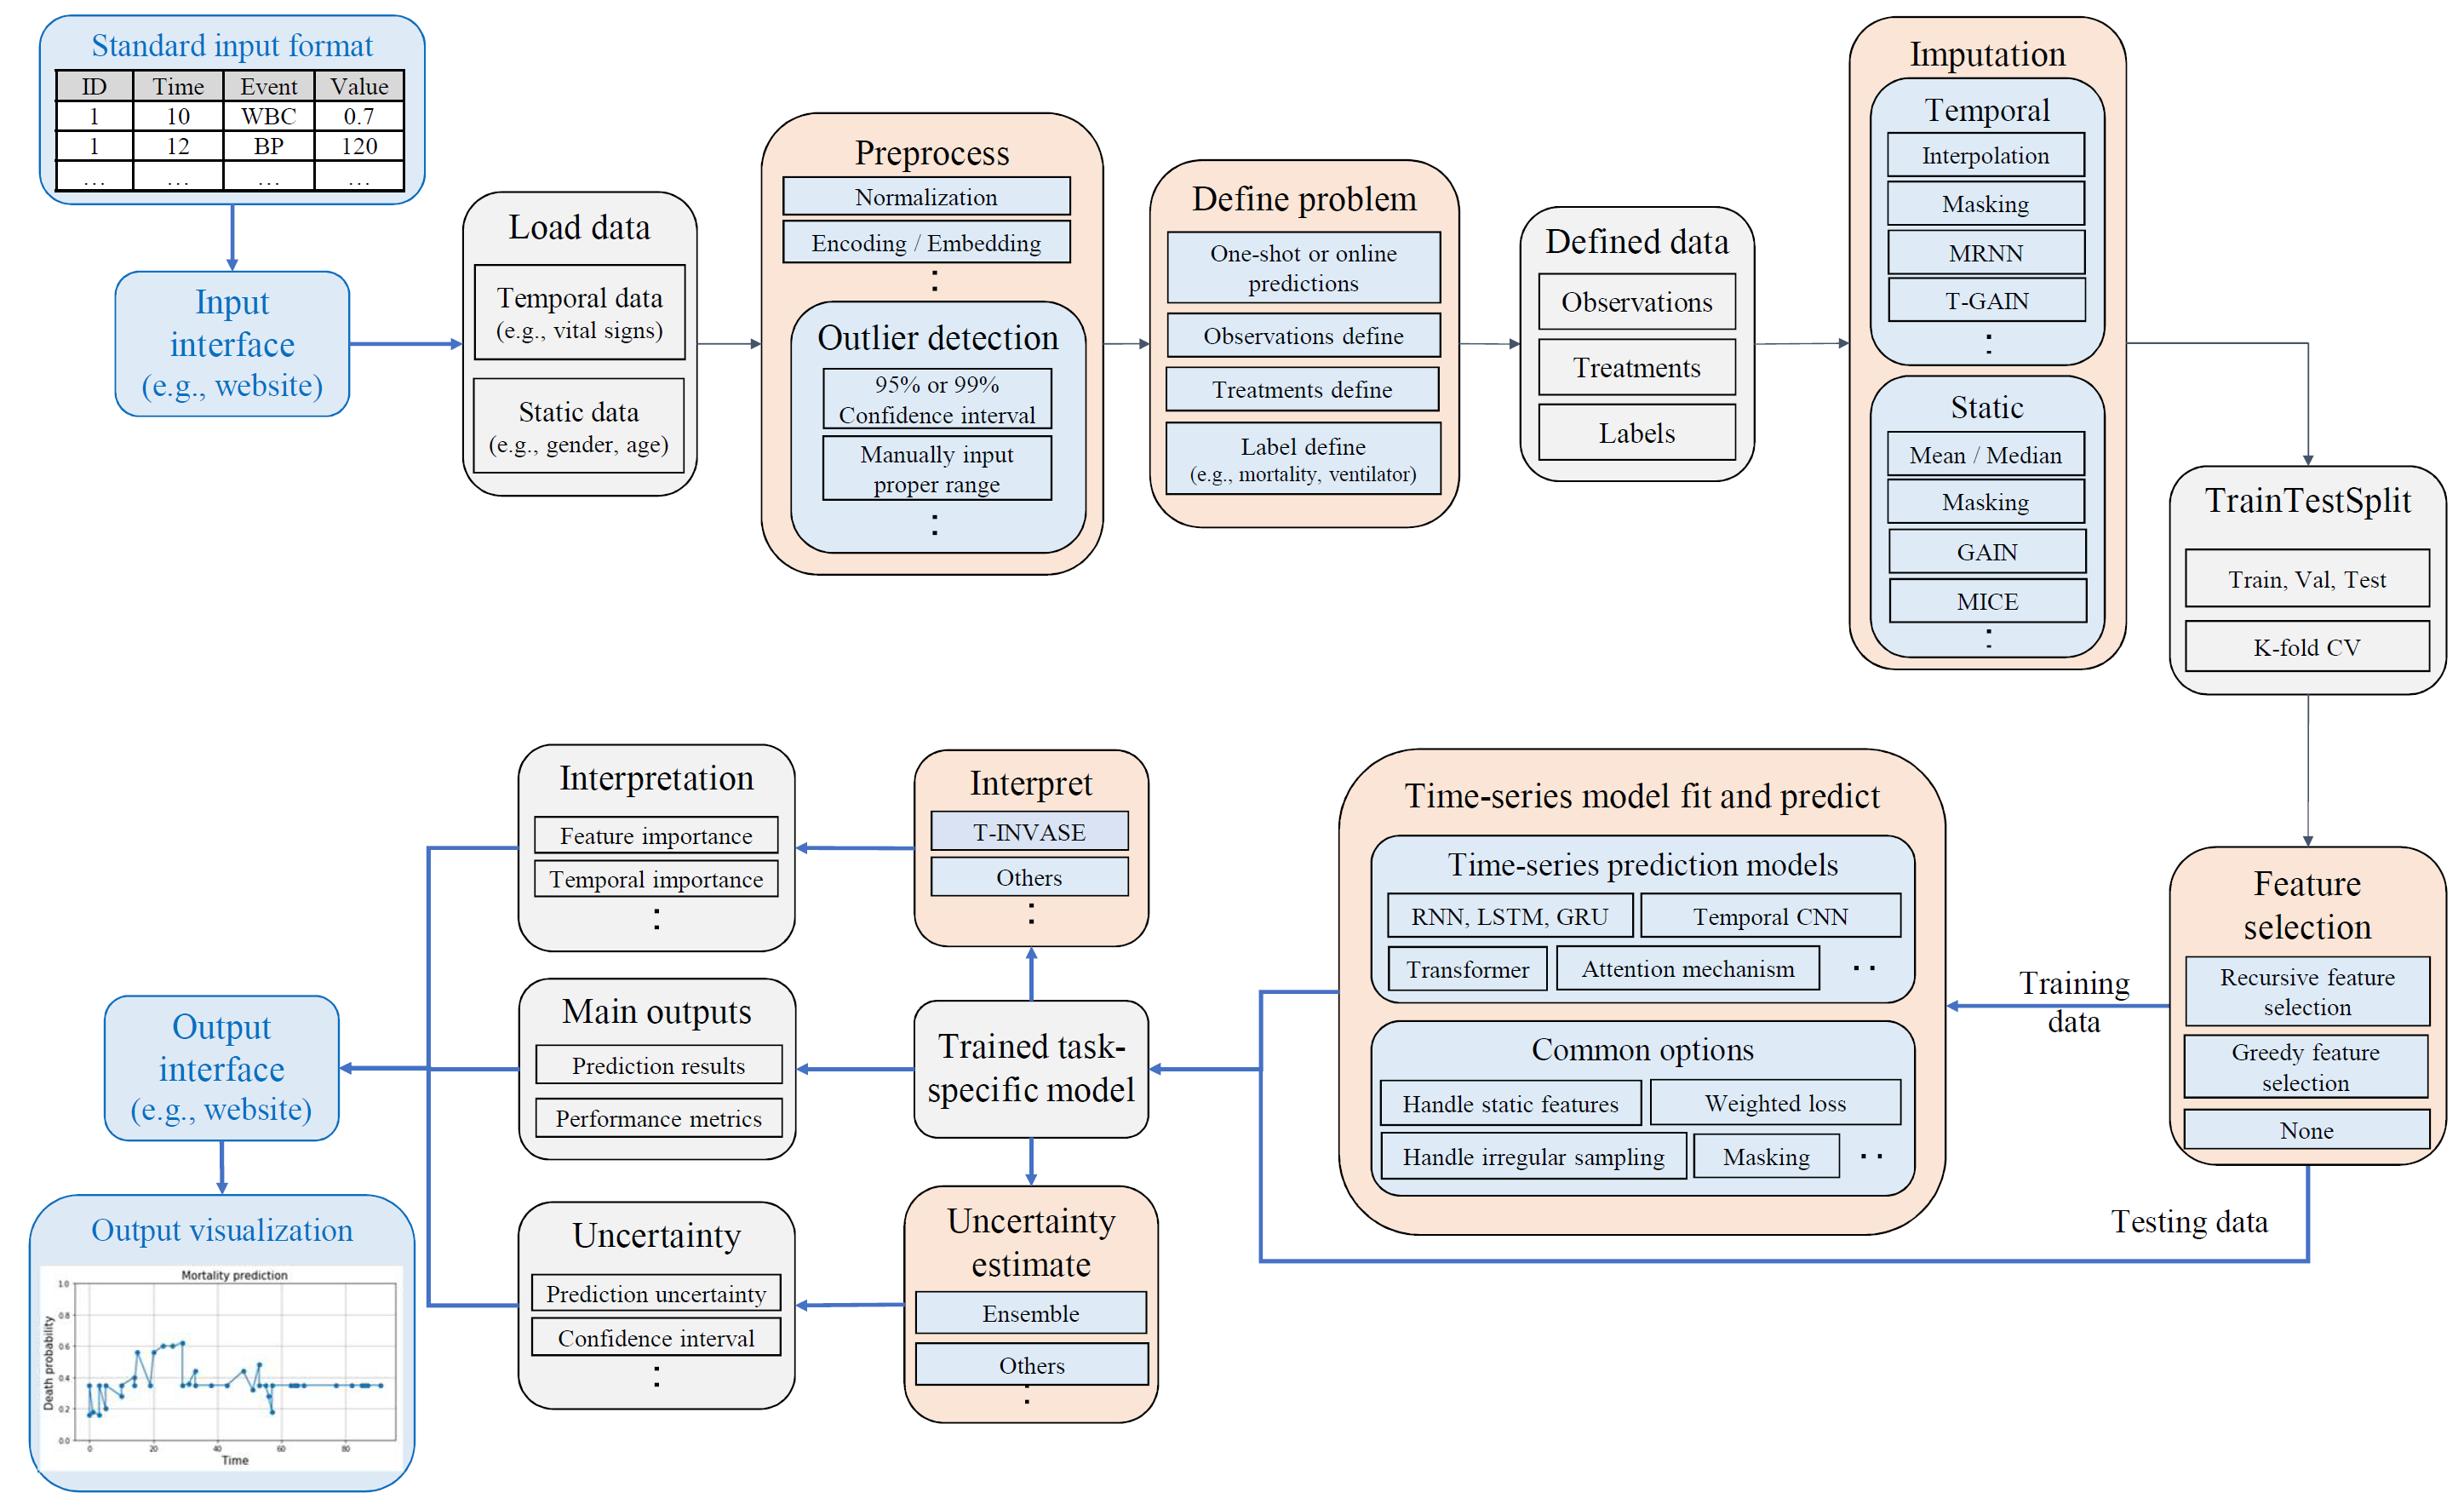 Standard input format
ID Time Event Value
1 10 WBC 0.7
1 12 BP 120
... ... ... ...
Input
interface
(e.g., website)
Load data
Temporal data
(e.g., vital signs)
Static data
(e.g., gender, age)
Preprocess
Normalization
Encoding / Embedding
:
Outlier detection
95% or 99%
Confidence interval
Manually input
proper range
:
Define problem
One-shot or online
predictions
Observations define
Treatments define
Label define
(e.g., mortality, ventilator)
Defined data
Observations
Treatments
Labels
Imputation
Temporal
Interpolation
Masking
MRNN
T-GAIN
:
Static
Mean / Median
Masking
GAIN
MICE
:
TrainTestSplit
Train, Val, Test
K-fold CV
Feature
selection
Recursive feature
selection
Greedy feature
selection
None
Training
data
Testing data
Time-series model fit and predict
Time-series prediction models
RNN, LSTM, GRU
Temporal CNN
Transformer
Attention mechanism
..
Common options
Handle static features
Weighted loss
Handle irregular sampling
Masking
..
Trained task-
specific model
Interpret
T-INVASE
Others
:
Uncertainty
estimate
Ensemble
Others
:
Interpretation
Feature importance
Temporal importance
:
Main outputs
Prediction results
Performance metrics
Uncertainty
Prediction uncertainty
Confidence interval
:
Output
interface
(e.g., website)
Output visualization
Mortality prediction
Death probability
1.0
0.8
0.6
0.4
0.2
0.0
0 20 40 60 80
Time